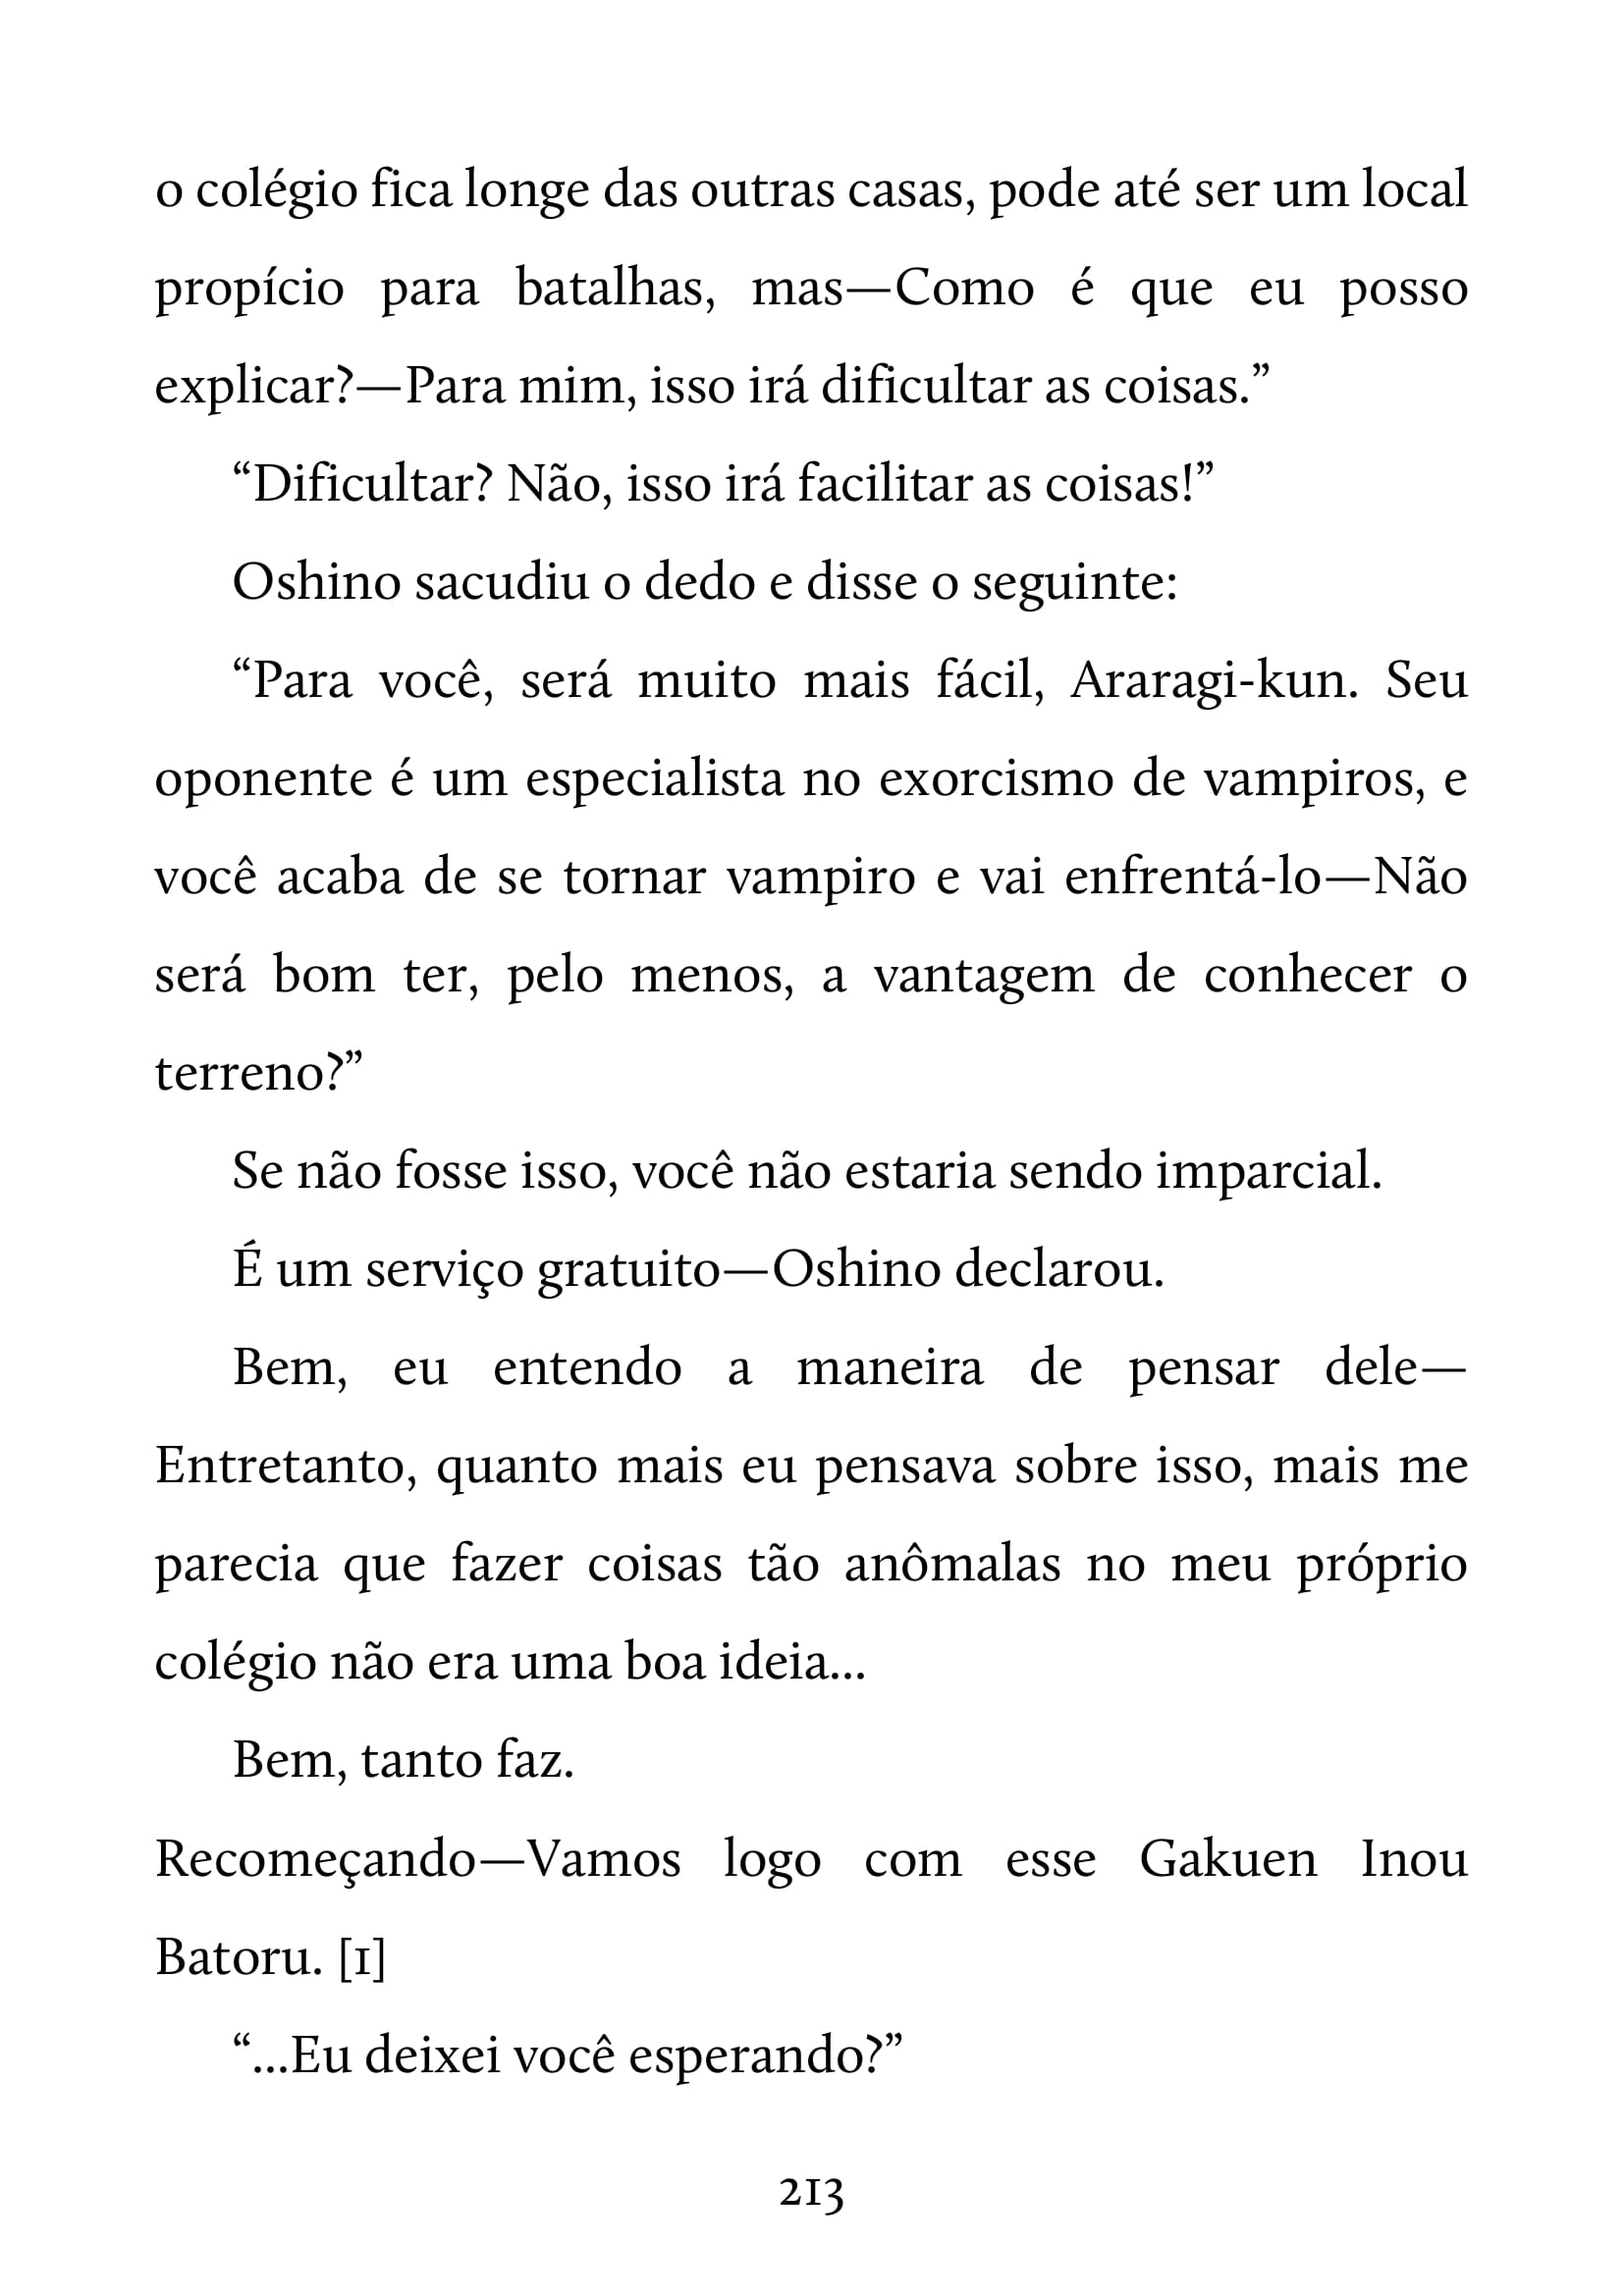 o colégio fica longe das outras casas, pode até ser um local
propício para batalhas, mas—Como é que eu posso
explicar?—Para mim, isso irá dificultar as coisas.”
“Dificultar? Não, isso irá facilitar as coisas!”
Oshino sacudiu o dedo e disse o seguinte:
“Para você, será muito mais fácil, Araragi-kun. Seu
oponente é um especialista no exorcismo de vampiros, e
você acaba de se tornar vampiro e vai enfrentá-lo—Não
será bom ter, pelo menos, a vantagem de conhecer o
terreno?”
Se não fosse isso, você não estaria sendo imparcial.
É um serviço gratuito—Oshino declarou.
Bem, eu entendo a maneira de pensar dele—
Entretanto, quanto mais eu pensava sobre isso, mais me
parecia que fazer coisas tão anômalas no meu próprio
colégio não era uma boa ideia...
Bem, tanto faz.
Recomeçando—Vamos logo com esse Gakuen Inou
Batoru. [1]
“...Eu deixei você esperando?”
213